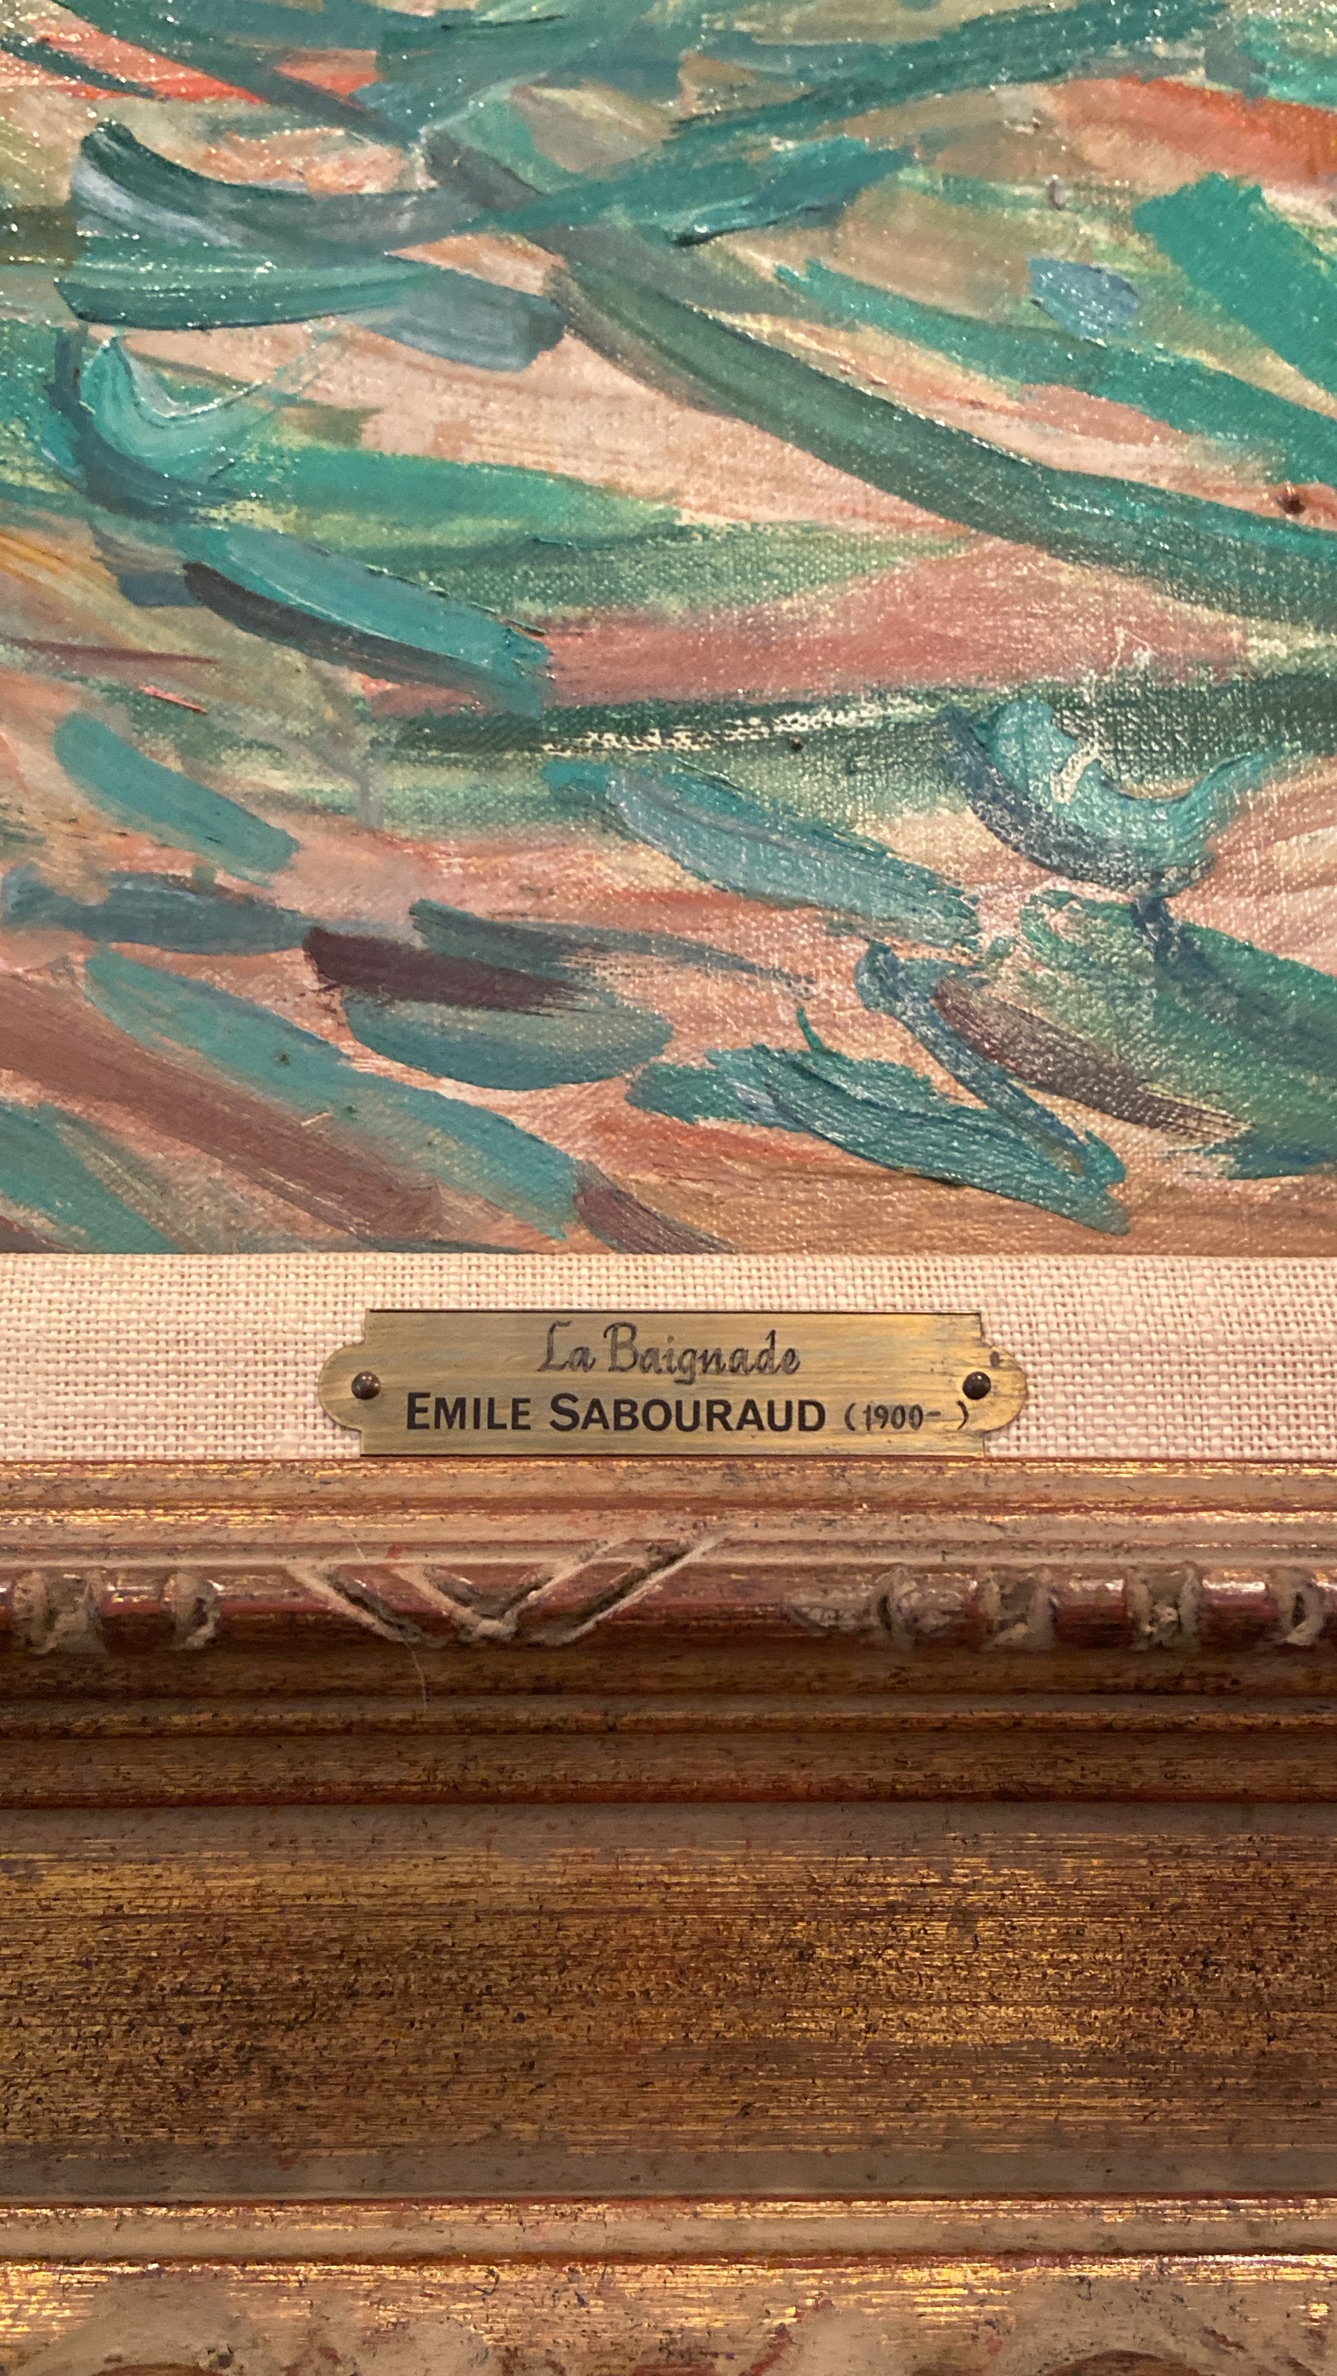 La Baignade
EMILE SABOURAUD (1900- )